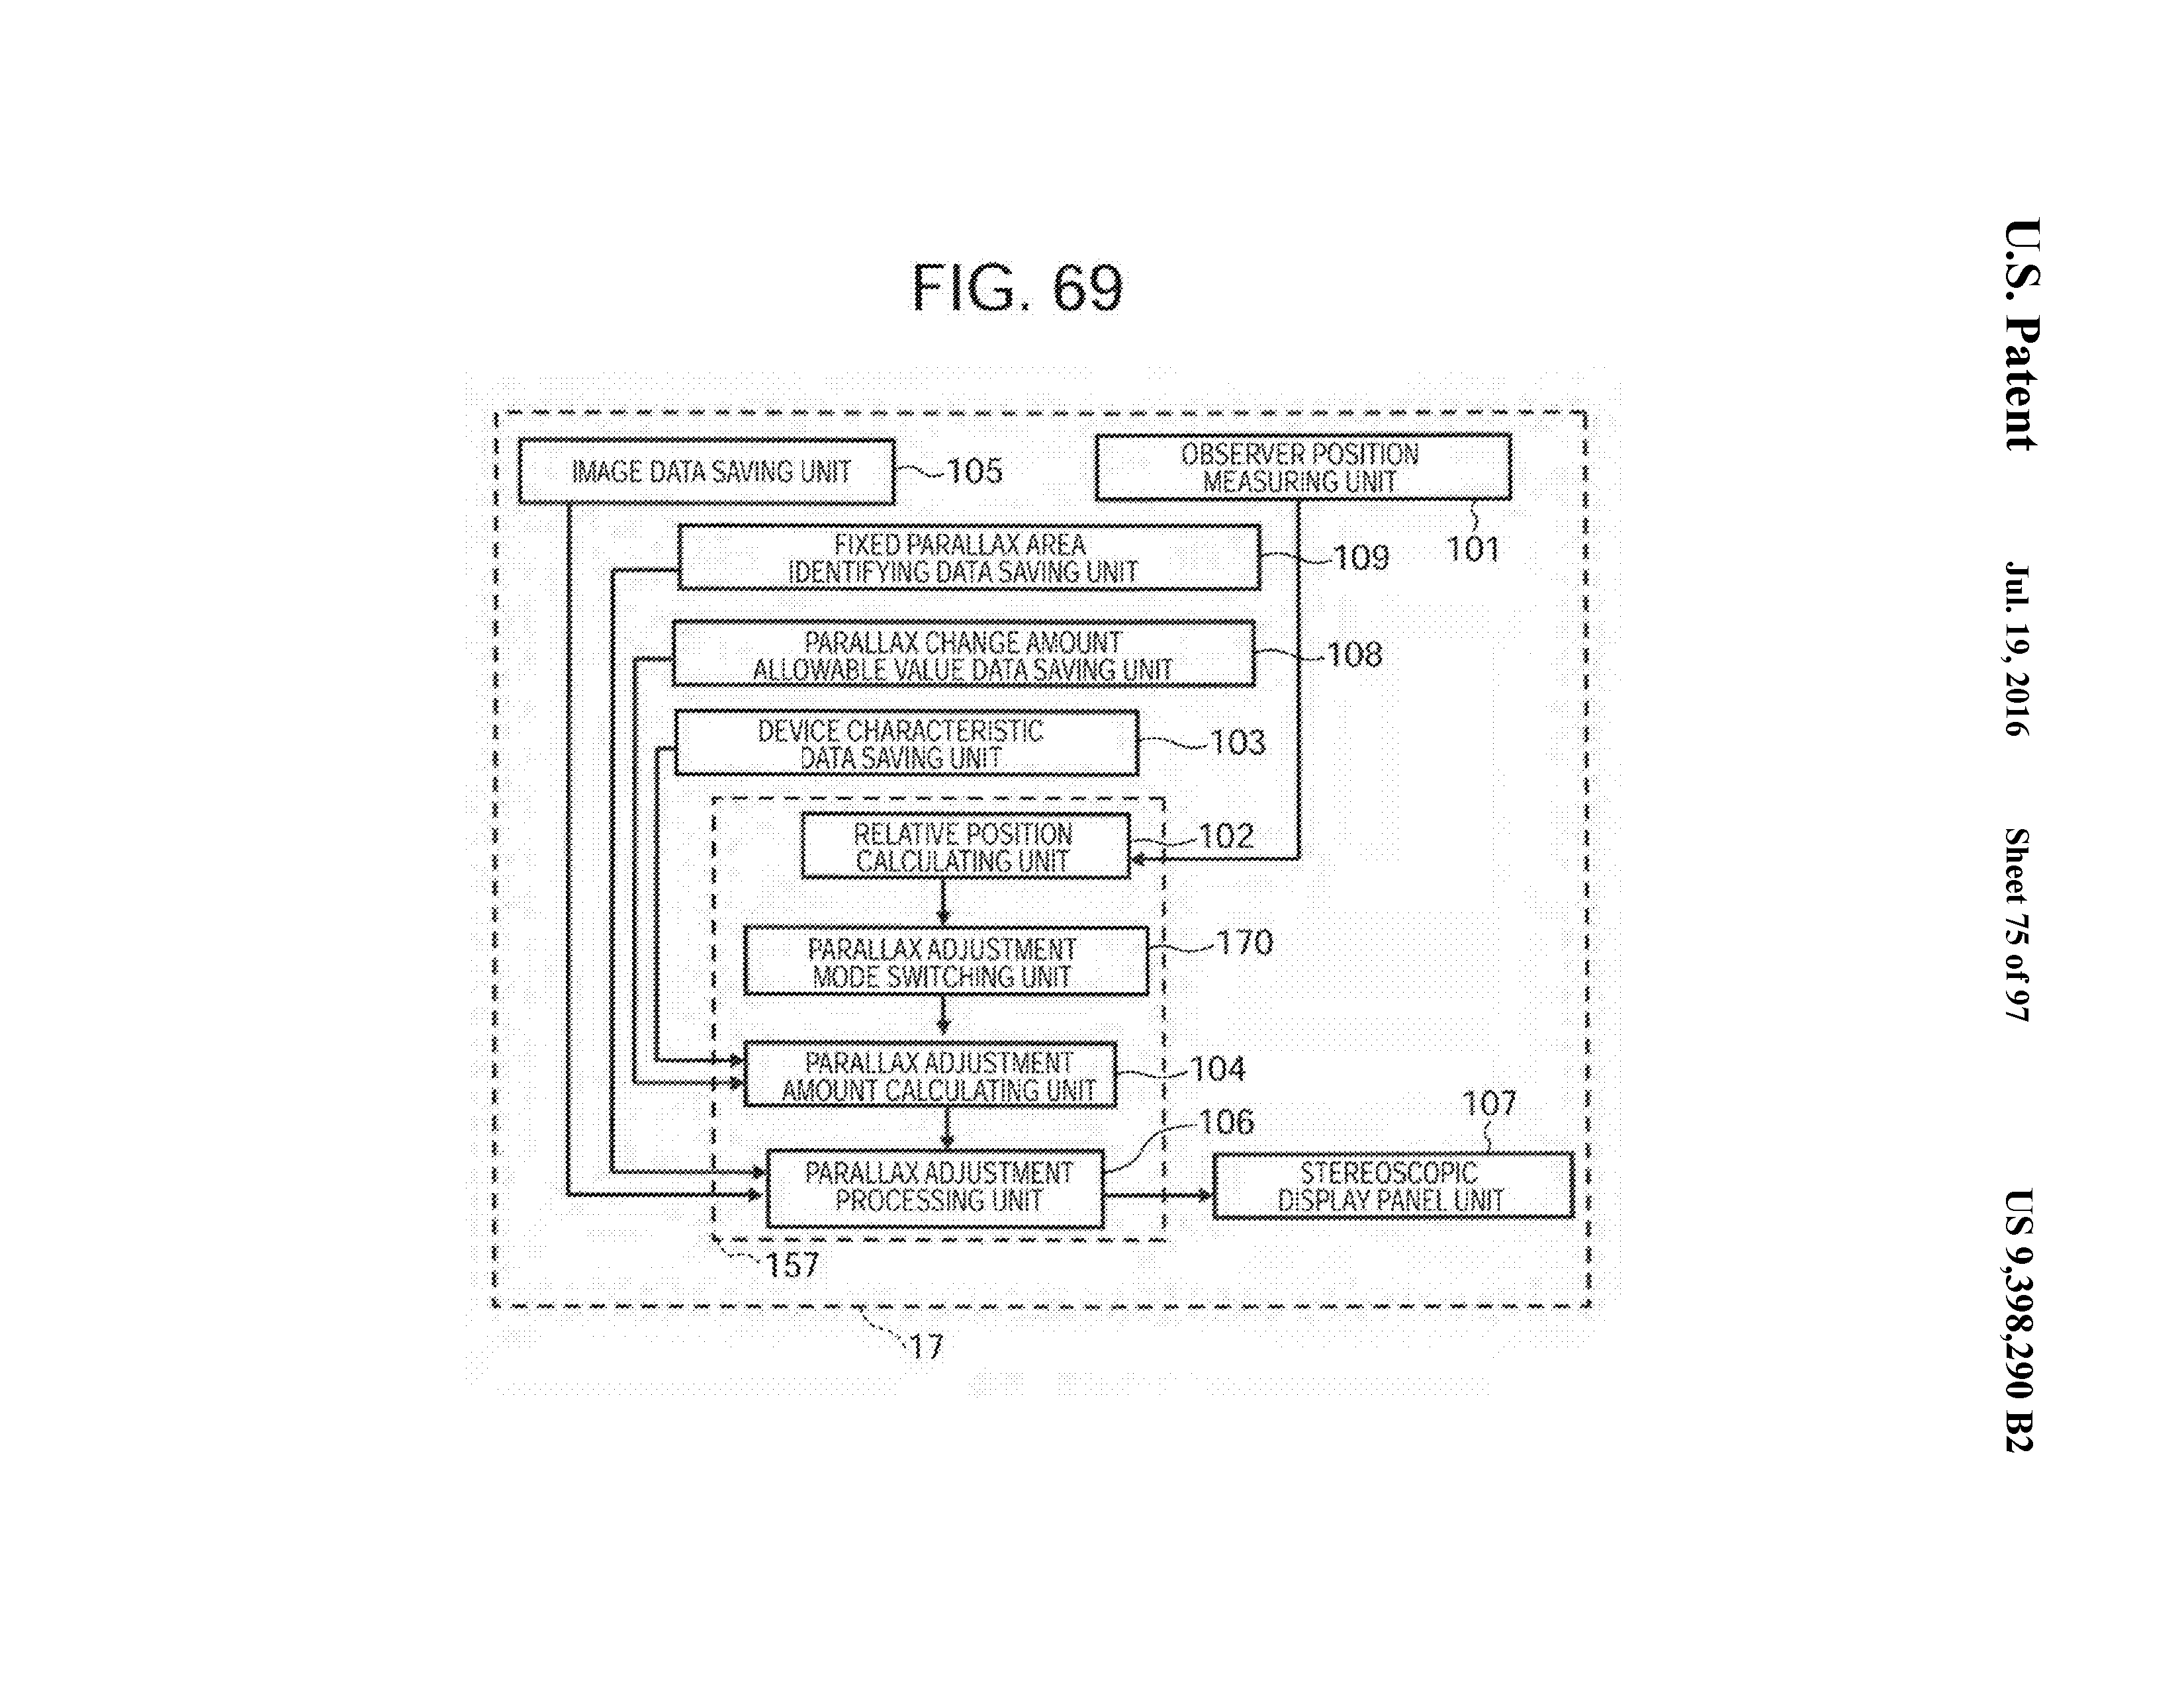 U.S. Patent
Jul. 19, 2016
Sheet 75 of 97
US 9,398,290 B2
FIG. 69
IMAGE DATA SAVING UNIT
105
OBSERVER POSITION
MEASURING UNIT
101
FIXED PARALLAX AREA
IDENTIFYING DATA SAVING UNIT
109
PARALLAX CHANGE AMOUNT
ALLOWABLE VALUE DATA SAVING UNIT
108
DEVICE CHARACTERISTIC
DATA SAVING UNIT
103
RELATIVE POSITION
CALCULATING UNIT
102
PARALLAX ADJUSTMENT
MODE SWITCHING UNIT
170
PARALLAX ADJUSTMENT
AMOUNT CALCULATING UNIT
104
106
PARALLAX ADJUSTMENT
PROCESSING UNIT
107
STEREOSCOPIC
DISPLAY PANEL UNIT
157
17